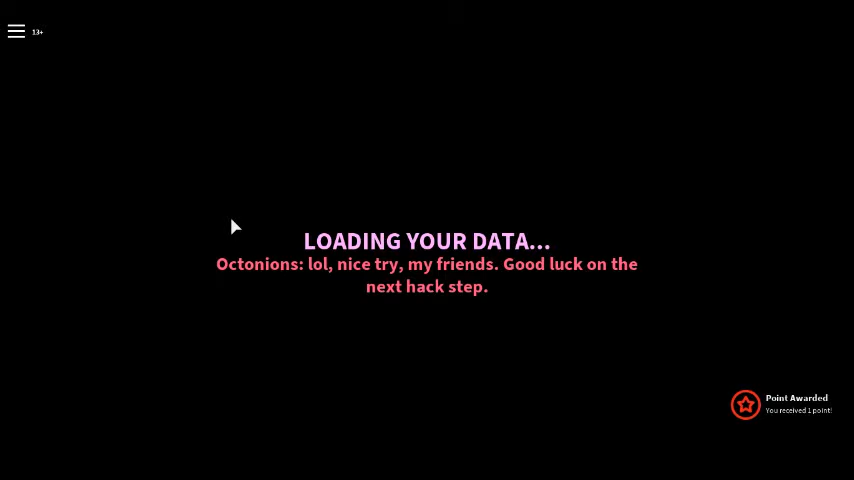 13+
LOADING YOUR DATA...
Octonions: lol, nice try, my friends. Good luck on the
next hack step.
Point Awarded
You received 1 point!